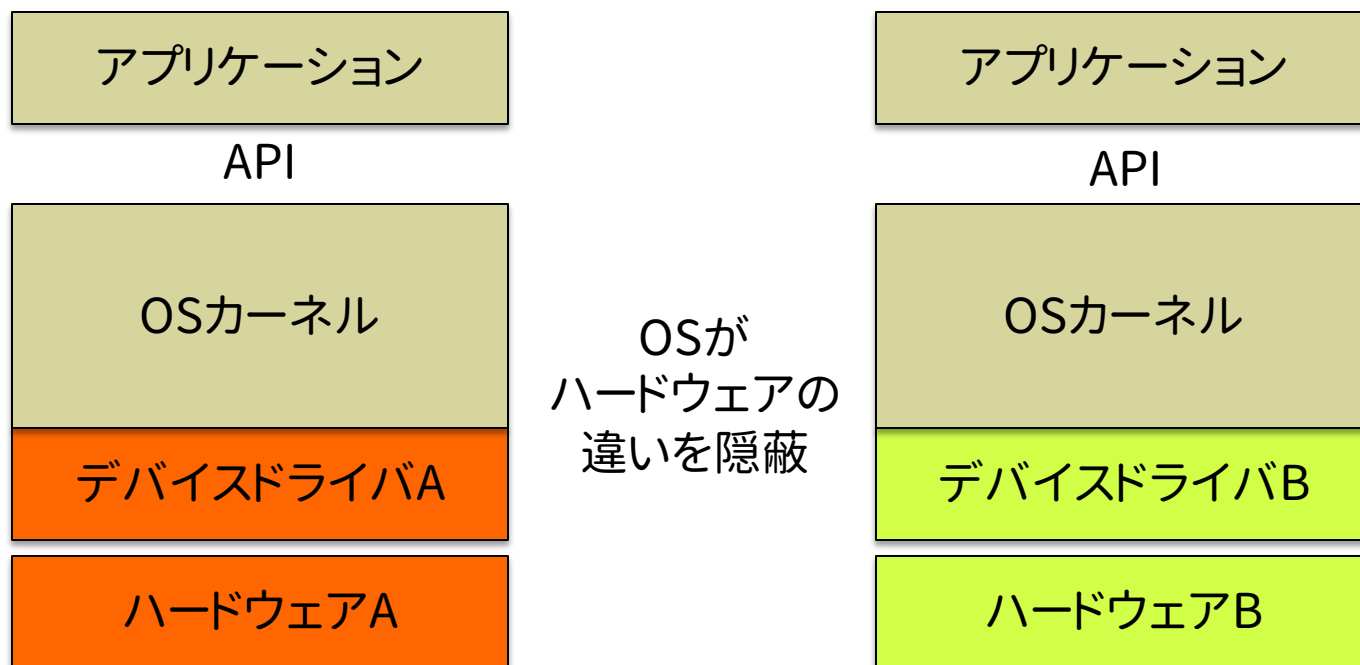 アプリケーション
API
OSカーネル
デバイスドライバA
ハードウェアA
OSが
ハードウェアの
違いを隠蔽
アプリケーション
API
OSカーネル
デバイスドライバB
ハードウェアB